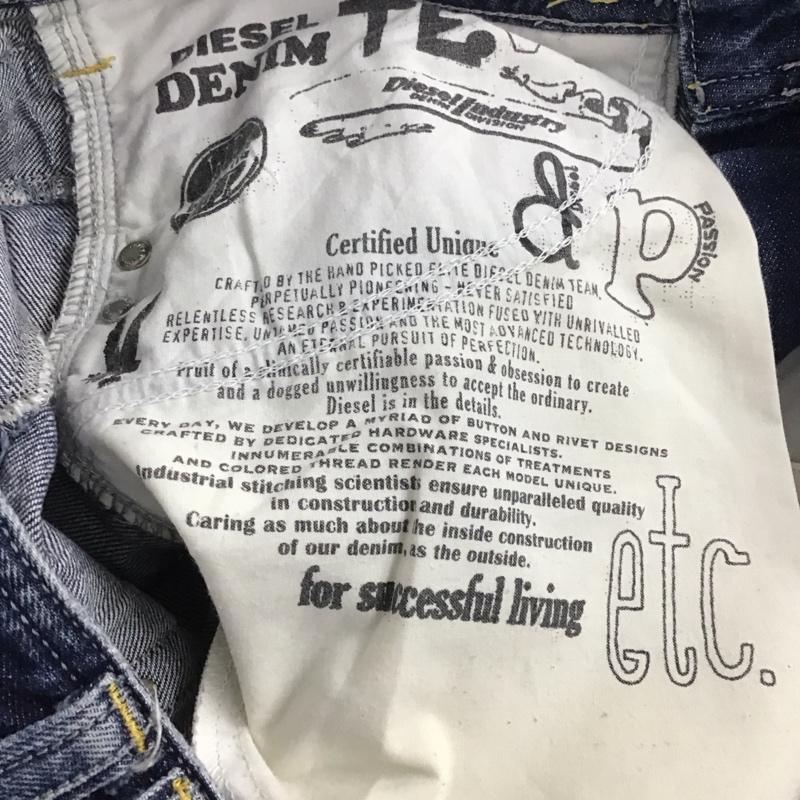 DIESEL
DENIM TE
Diesel Industry
DENIM DIVISION
&
p PASSION
Certified Unique
CRAFTED BY THE HAND PICKED ELITE DIESEL DENIM TEAM.
PERPETUALLY PIONEERING - NEVER SATISFIED
RELENTLESS RESEARCH & EXPERIMENTATION FUSED WITH UNRIVALLED
EXPERTISE, UNTAMED PASSION AND THE MOST ADVANCED TECHNOLOGY.
AN ETERNAL PURSUIT OF PERFECTION.
Fruit of a clinically certifiable passion & obsession to create
and a dogged unwillingness to accept the ordinary.
Diesel is in the details.
EVERY DAY, WE DEVELOP A MYRIAD OF BUTTON AND RIVET DESIGNS
CRAFTED BY DEDICATED HARDWARE SPECIALISTS.
INNUMERABLE COMBINATIONS OF TREATMENTS
AND COLORED THREAD RENDER EACH MODEL UNIQUE.
Industrial stitching scientists ensure unparalleled quality
in construction and durability.
Caring as much about the inside construction
of our denim, as the outside.
for successful living
etc.